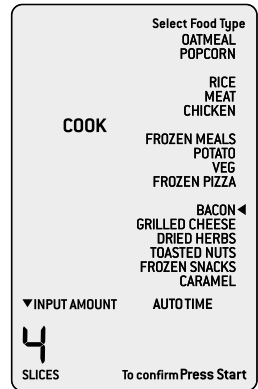 Select Food Type
OATMEAL
POPCORN
RICE
MEAT
CHICKEN
COOK
FROZEN MEALS
POTATO
VEG
FROZEN PIZZA
BACON◀
GRILLED CHEESE
DRIED HERBS
TOASTED NUTS
FROZEN SNACKS
CARAMEL
▼INPUT AMOUNT AUTO TIME
4
SLICES To confirm Press Start